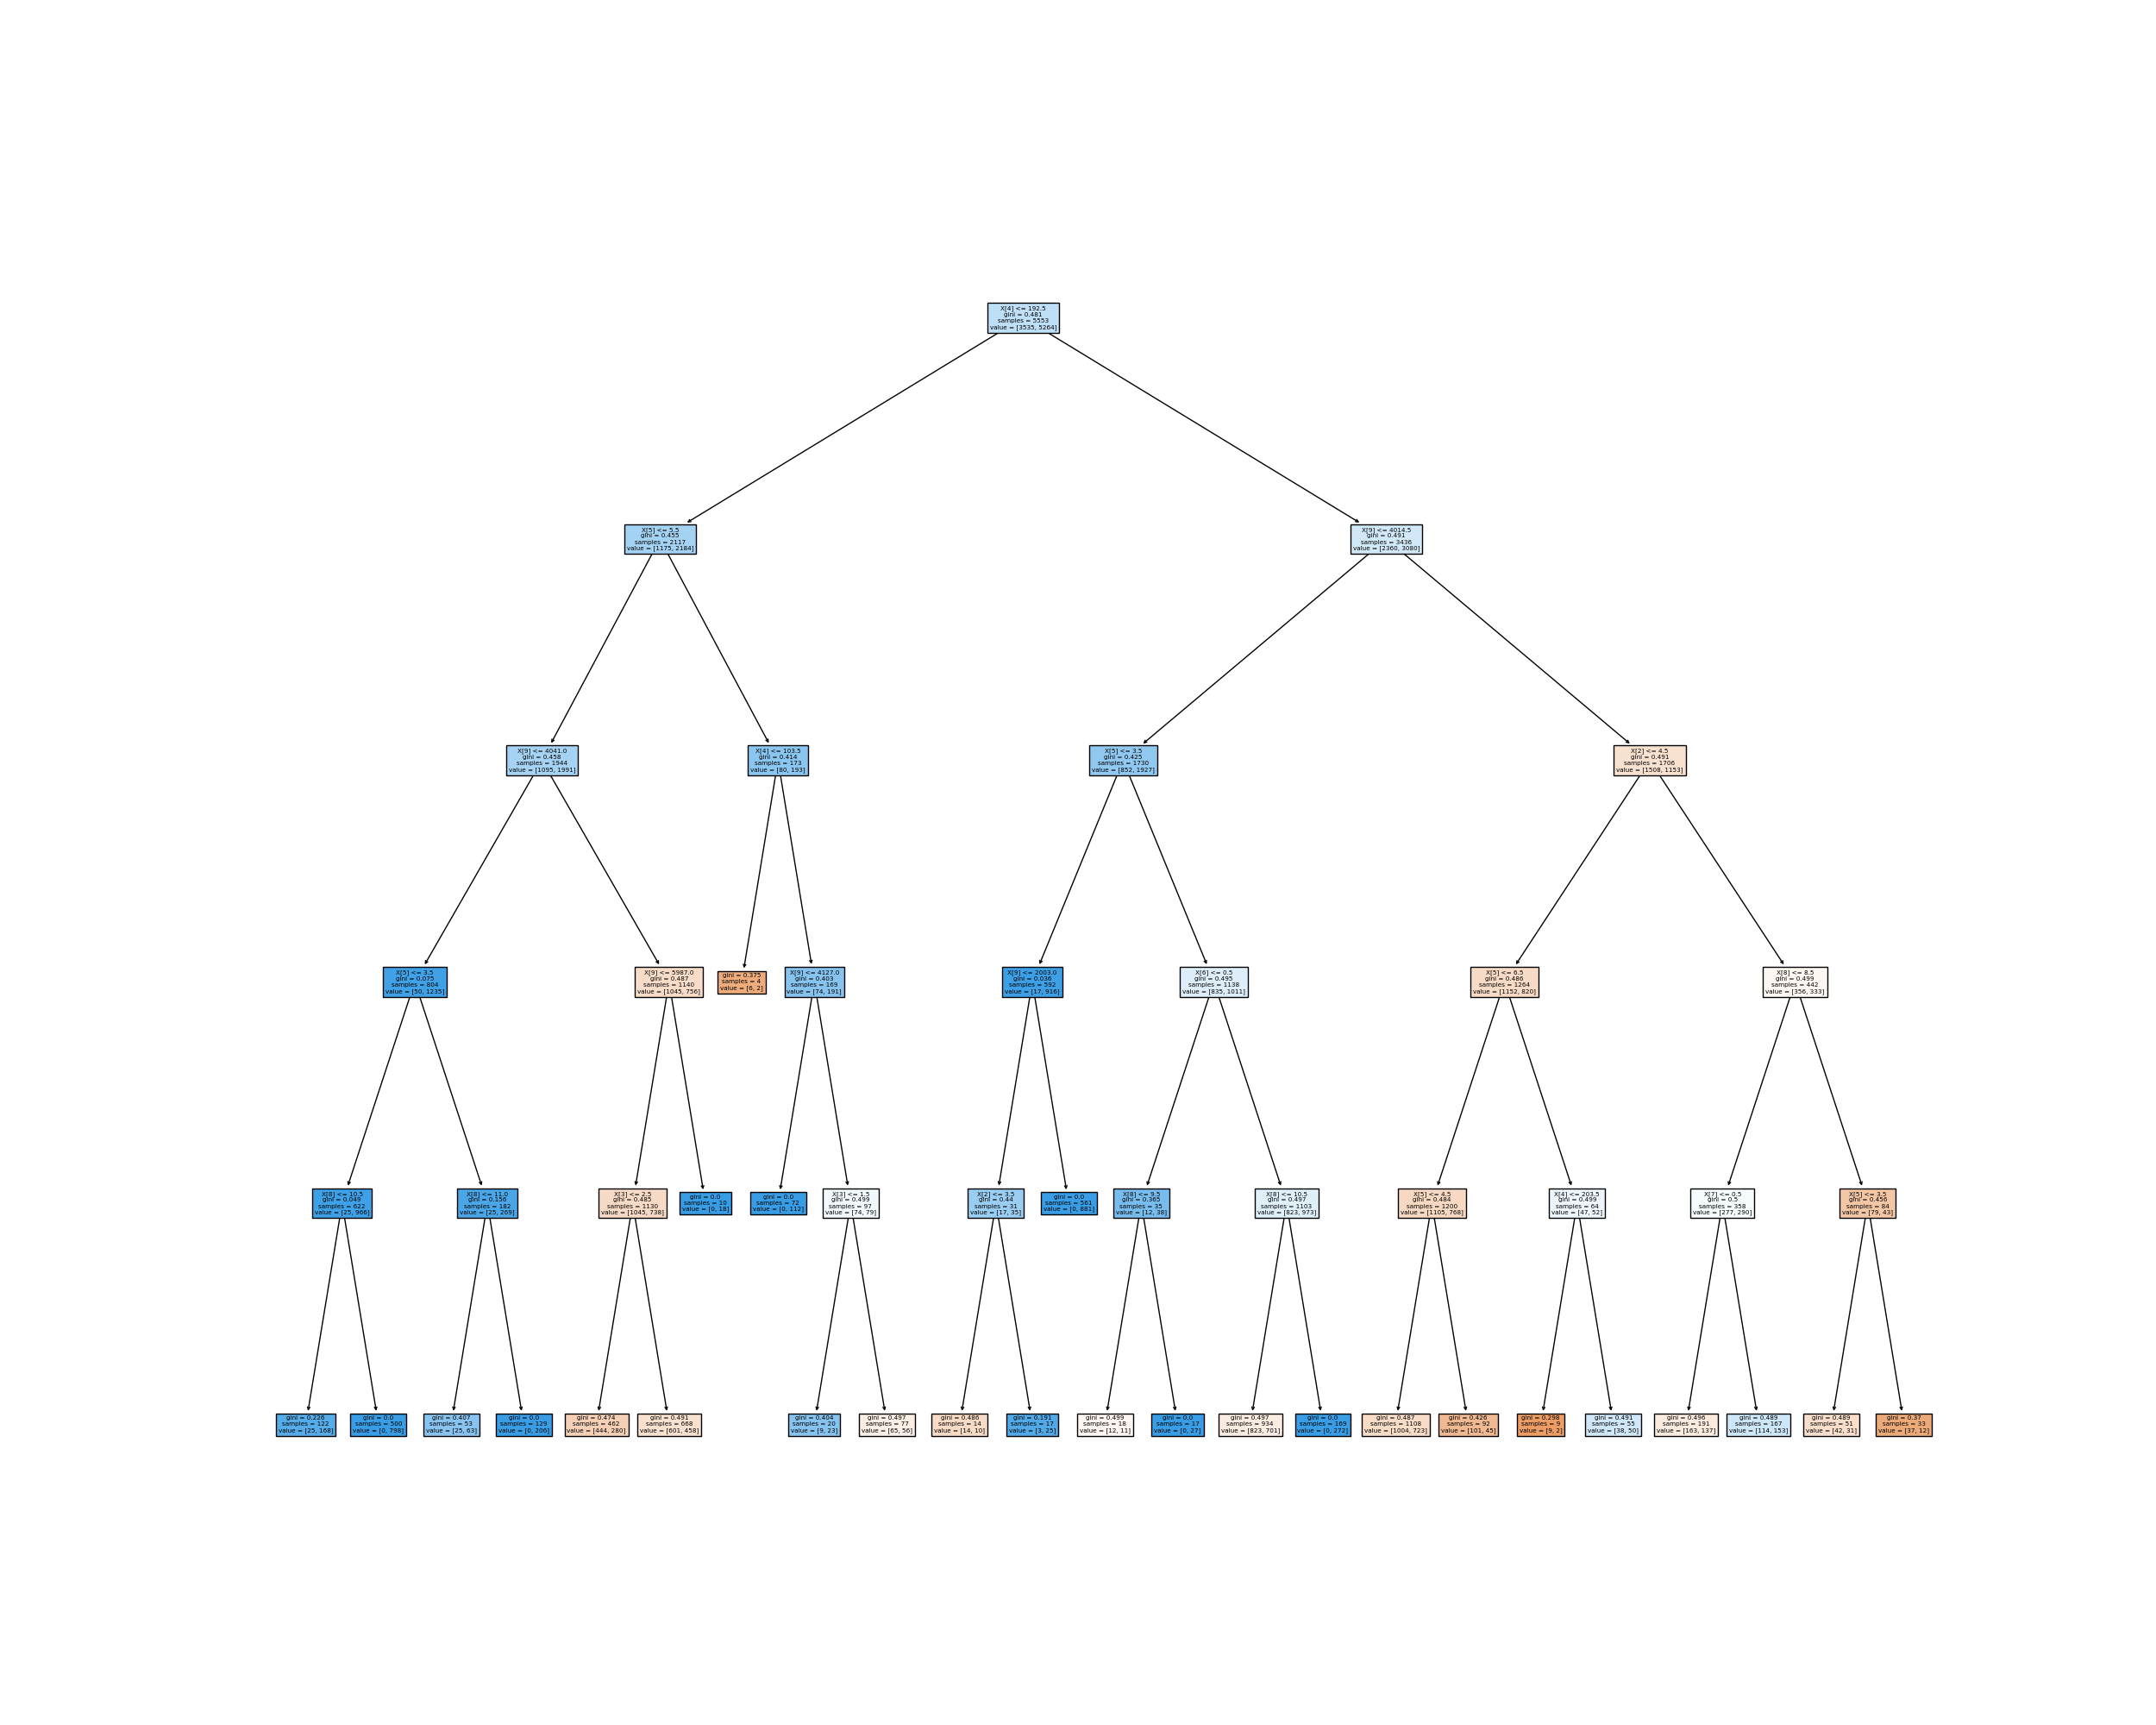 X[4] <= 192.5
gini = 0.481
samples = 5553
value = [3535, 5264]
X[5] <= 5.5
gini = 0.455
samples = 2117
value = [1175, 2184]
X[9] <= 4014.5
gini = 0.491
samples = 3436
value = [2360, 3080]
X[9] <= 4041.0
gini = 0.458
samples = 1944
value = [1095, 1991]
X[4] <= 103.5
gini = 0.414
samples = 173
value = [80, 193]
X[5] <= 3.5
gini = 0.425
samples = 1730
value = [852, 1927]
X[2] <= 4.5
gini = 0.491
samples = 1706
value = [1508, 1153]
X[5] <= 3.5
gini = 0.075
samples = 804
value = [50, 1235]
X[9] <= 5987.0
gini = 0.487
samples = 1140
value = [1045, 756]
gini = 0.375
samples = 4
value = [6, 2]
X[9] <= 4127.0
gini = 0.403
samples = 169
value = [74, 191]
X[9] <= 2003.0
gini = 0.036
samples = 592
value = [17, 916]
X[6] <= 0.5
gini = 0.495
samples = 1138
value = [835, 1011]
X[5] <= 6.5
gini = 0.486
samples = 1264
value = [1152, 820]
X[8] <= 8.5
gini = 0.499
samples = 442
value = [356, 333]
X[8] <= 10.5
gini = 0.049
samples = 622
value = [25, 966]
X[8] <= 11.0
gini = 0.156
samples = 182
value = [25, 269]
X[3] <= 2.5
gini = 0.485
samples = 1130
value = [1045, 738]
gini = 0.0
samples = 10
value = [0, 18]
gini = 0.0
samples = 72
value = [0, 112]
X[3] <= 1.5
gini = 0.499
samples = 97
value = [74, 79]
X[2] <= 3.5
gini = 0.44
samples = 31
value = [17, 35]
gini = 0.0
samples = 561
value = [0, 881]
X[8] <= 9.5
gini = 0.365
samples = 35
value = [12, 38]
X[8] <= 10.5
gini = 0.497
samples = 1103
value = [823, 973]
X[5] <= 4.5
gini = 0.484
samples = 1200
value = [1105, 768]
X[4] <= 203.5
gini = 0.499
samples = 64
value = [47, 52]
X[7] <= 0.5
gini = 0.5
samples = 358
value = [277, 290]
X[5] <= 3.5
gini = 0.456
samples = 84
value = [79, 43]
gini = 0.226
samples = 122
value = [25, 168]
gini = 0.0
samples = 500
value = [0, 798]
gini = 0.407
samples = 53
value = [25, 63]
gini = 0.0
samples = 129
value = [0, 206]
gini = 0.474
samples = 462
value = [444, 280]
gini = 0.491
samples = 668
value = [601, 458]
gini = 0.404
samples = 20
value = [9, 23]
gini = 0.497
samples = 77
value = [65, 56]
gini = 0.486
samples = 14
value = [14, 10]
gini = 0.191
samples = 17
value = [3, 25]
gini = 0.499
samples = 18
value = [12, 11]
gini = 0.0
samples = 17
value = [0, 27]
gini = 0.497
samples = 934
value = [823, 701]
gini = 0.0
samples = 169
value = [0, 272]
gini = 0.487
samples = 1108
value = [1004, 723]
gini = 0.426
samples = 92
value = [101, 45]
gini = 0.298
samples = 9
value = [9, 2]
gini = 0.491
samples = 55
value = [38, 50]
gini = 0.496
samples = 191
value = [163, 137]
gini = 0.489
samples = 167
value = [114, 153]
gini = 0.489
samples = 51
value = [42, 31]
gini = 0.37
samples = 33
value = [37, 12]